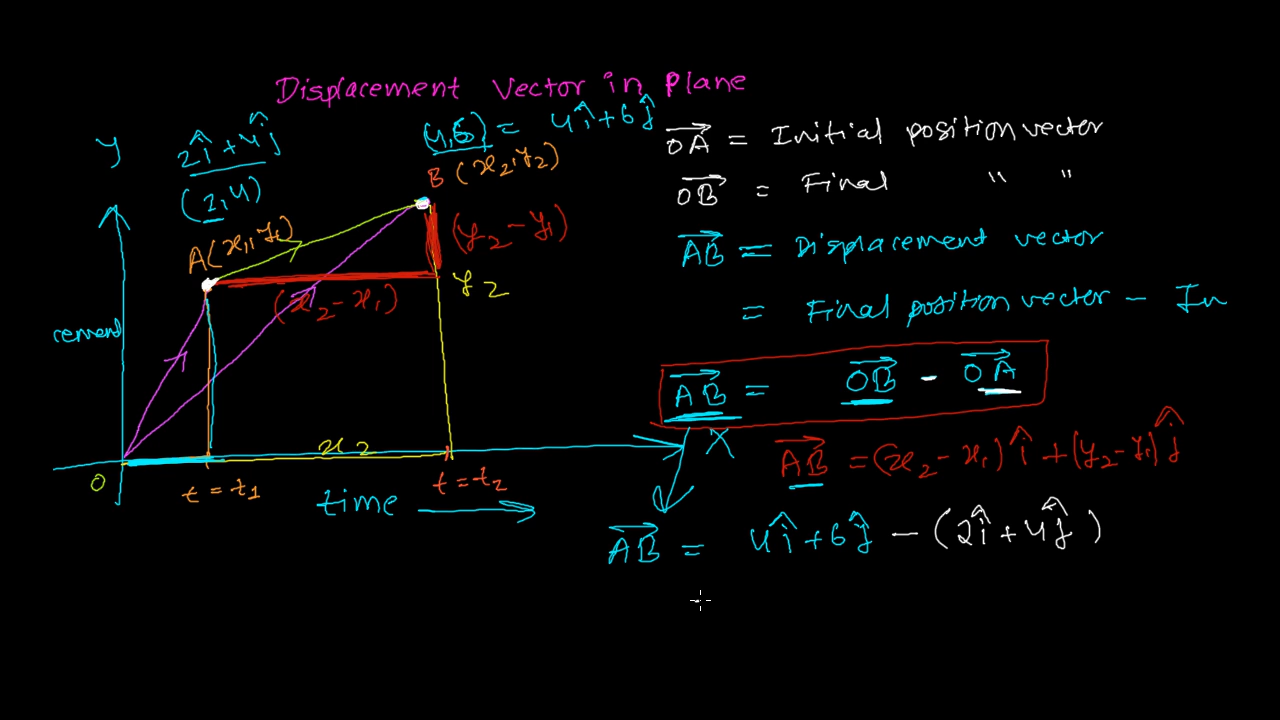 Displacement Vector in plane
Y
2î + 4ĵ
(2,4)
(4,6) = 4î + 6ĵ
B (x₂, y₂)
A (x₁, y₁)
(y₂ - y₁)
y₂
(x₂ - x₁)
cement
x₂
X
O
t = t₁
t = t₂
time
OA⃗ = Initial position vector
OB⃗ = Final " "
AB⃗ = Displacement vector
= Final position vector - In
AB⃗ = OB⃗ - OA⃗
AB⃗ = (x₂ - x₁) î + (y₂ - y₁) ĵ
AB⃗ = 4î + 6ĵ - (2î + 4ĵ)